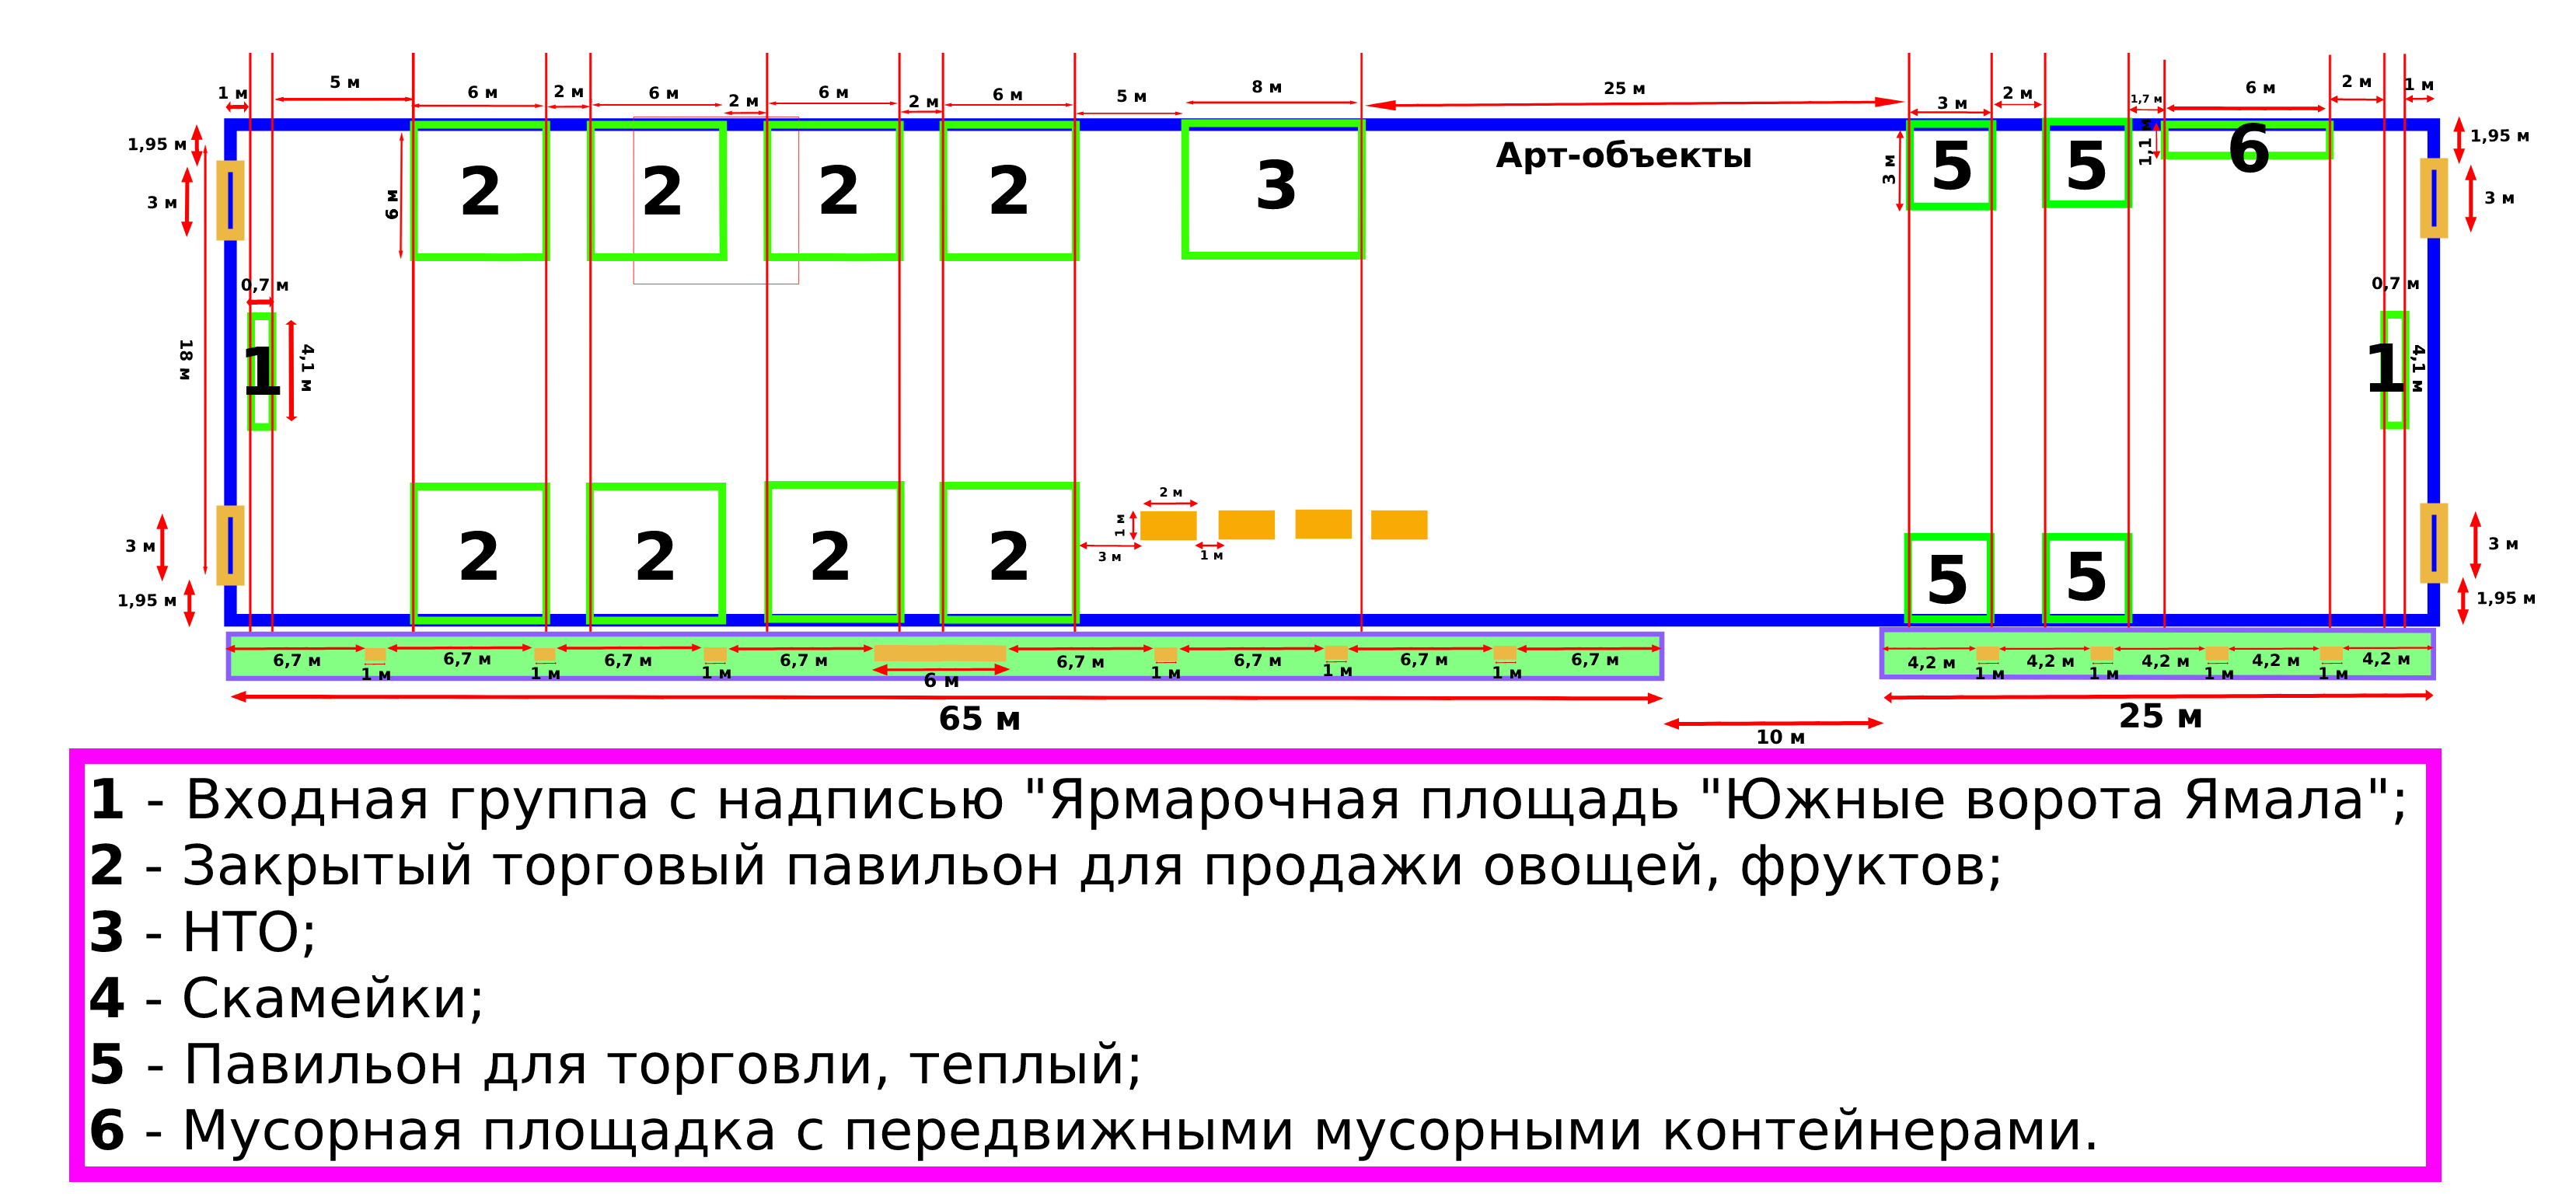 1 м 5 м 6 м 2 м 6 м 2 м 6 м 2 м 6 м 5 м 8 м 25 м 3 м 2 м 1,7 м 6 м 2 м 1 м
1,95 м 1,95 м
Арт-объекты
3 м 6 м 2 2 2 2 3 3 м 5 5 1,1 м 6 3 м
0,7 м 0,7 м
18 м 1 4,1 м 1 4,1 м
2 м
1 м
3 м 1 м
3 м 2 2 2 2 5 5 3 м
1,95 м 1,95 м
6,7 м 6,7 м 6,7 м 6,7 м 6,7 м 6,7 м 6,7 м 6,7 м 4,2 м 4,2 м 4,2 м 4,2 м 4,2 м
1 м 1 м 1 м 6 м 1 м 1 м 1 м 1 м 1 м 1 м 1 м
65 м 25 м
10 м
1 - Входная группа с надписью "Ярмарочная площадь "Южные ворота Ямала";
2 - Закрытый торговый павильон для продажи овощей, фруктов;
3 - НТО;
4 - Скамейки;
5 - Павильон для торговли, теплый;
6 - Мусорная площадка с передвижными мусорными контейнерами.